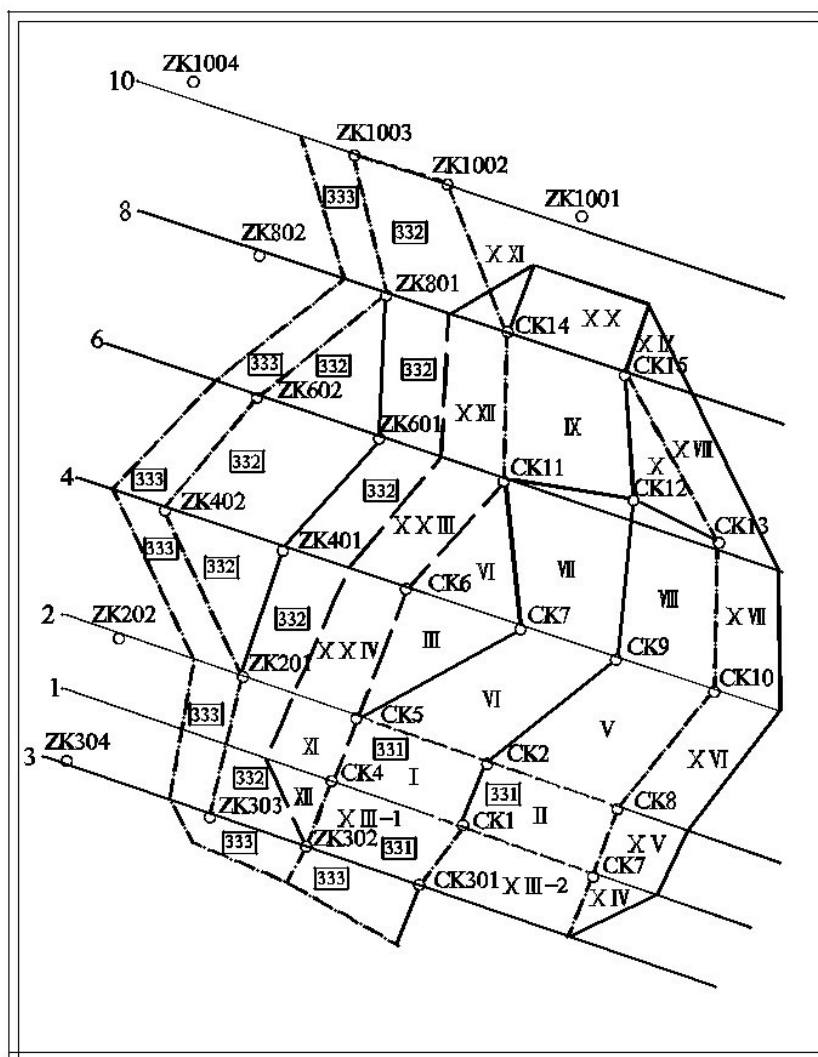 ZK1004
10
ZK1003
ZK1002
333
ZK1001
8
332
ZK802
ⅩⅪ
ZK801
CK14
ⅩⅩ
ⅩⅨ
6
333
332
332
CK15
ZK602
ⅩⅫ
ZK601
Ⅸ
ⅩⅧ
332
Ⅹ
4
333
332
CK11
CK12
ZK402
ⅩⅩⅢ
CK13
333
ZK401
332
Ⅵ
Ⅶ
CK6
Ⅷ
2
332
CK7
ⅩⅦ
ZK202
ⅩⅩⅣ
Ⅲ
CK9
ZK201
CK10
1
333
CK5
Ⅵ
Ⅴ
3
ZK304
Ⅺ
331
CK2
ⅩⅥ
332
CK4
Ⅰ
Ⅻ
331
Ⅱ
CK8
ZK303
ⅩⅢ-1
CK1
333
ZK302
331
ⅩⅤ
333
CK7
CK301
ⅩⅢ-2
ⅩⅣ